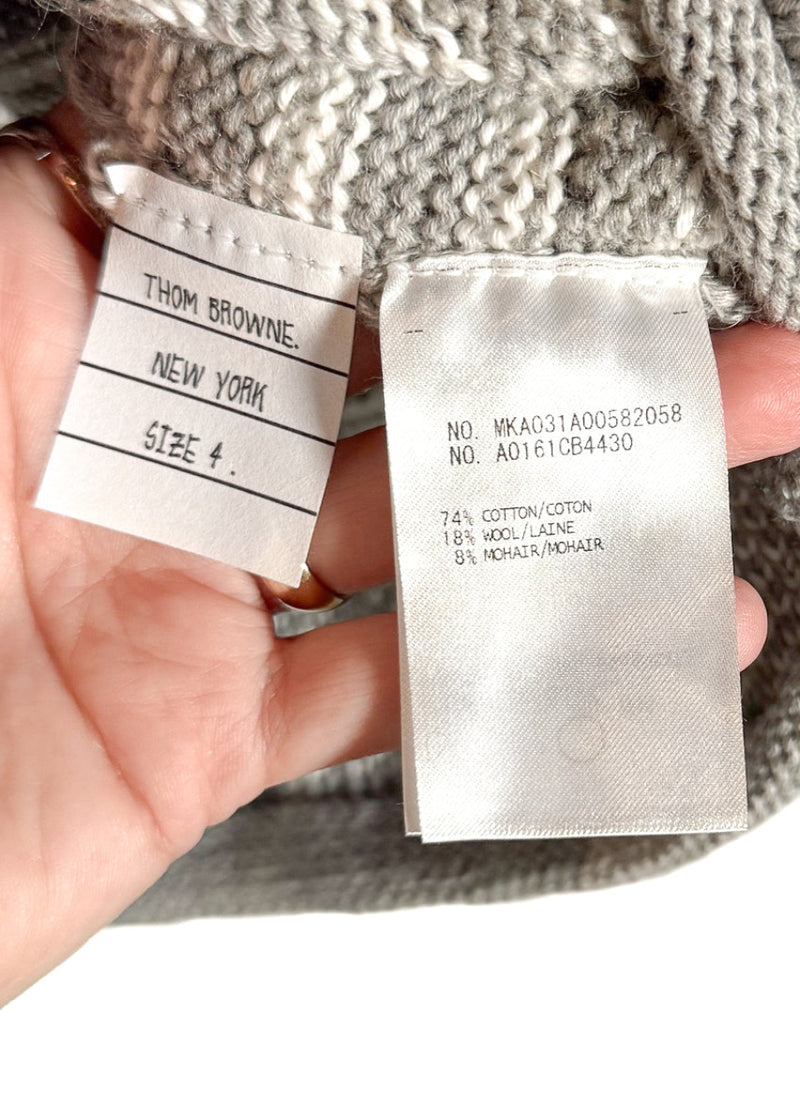 THOM BROWNE.
NEW YORK
SIZE 4.
NO. MKA031A00582058
NO. A0161CB4430
74% COTTON/COTON
18% WOOL/LAINE
8% MOHAIR/MOHAIR